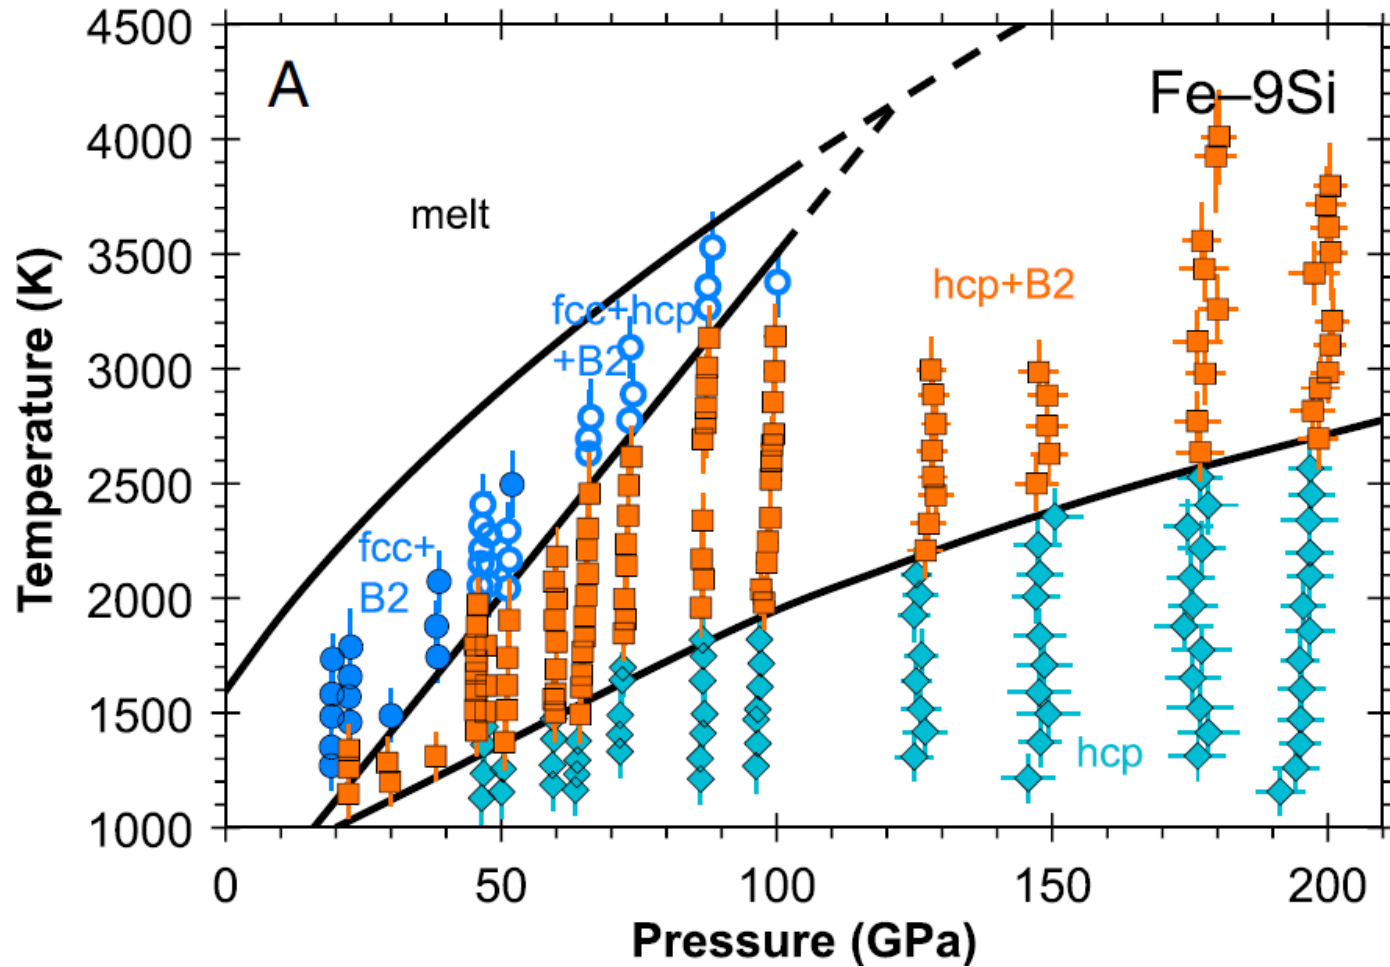 A
Fe–9Si
melt
fcc+hcp
+B2
hcp+B2
fcc+
B2
hcp
4500
4000
3500
3000
2500
2000
1500
1000
Temperature (K)
0
50
100
150
200
Pressure (GPa)